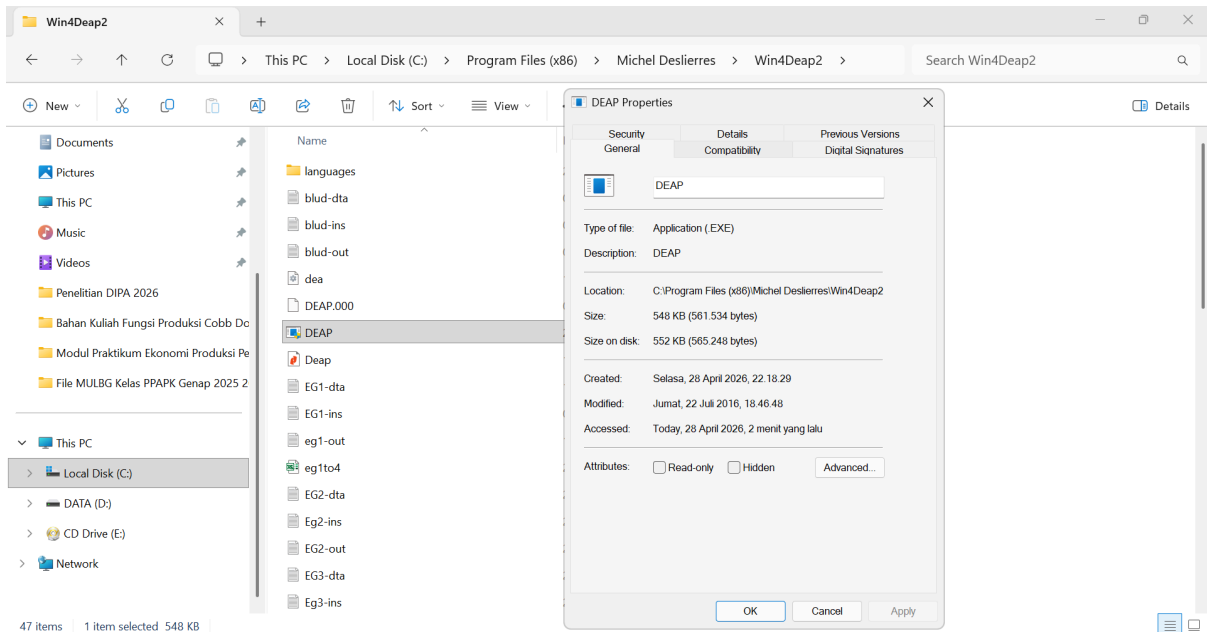 Win4Deap2
This PC > Local Disk (C:) > Program Files (x86) > Michel Deslierres > Win4Deap2 >
Search Win4Deap2
New
Sort
View
Details
Documents
Pictures
This PC
Music
Videos
Penelitian DIPA 2026
Bahan Kuliah Fungsi Produksi Cobb Do
Modul Praktikum Ekonomi Produksi Pe
File MULBG Kelas PPAPK Genap 2025 2
This PC
Local Disk (C:)
DATA (D:)
CD Drive (E:)
Network
Name
languages
blud-dta
blud-ins
blud-out
dea
DEAP.000
DEAP
Deap
EG1-dta
EG1-ins
eg1-out
eg1to4
EG2-dta
Eg2-ins
EG2-out
EG3-dta
Eg3-ins
DEAP Properties
Security
Details
Previous Versions
General
Compatibility
Digital Signatures
DEAP
Type of file: Application (.EXE)
Description: DEAP
Location: C:\Program Files (x86)\Michel Deslierres\Win4Deap2
Size: 548 KB (561.534 bytes)
Size on disk: 552 KB (565.248 bytes)
Created: Selasa, 28 April 2026, 22.18.29
Modified: Jumat, 22 Juli 2016, 18.46.48
Accessed: Today, 28 April 2026, 2 menit yang lalu
Attributes: Read-only Hidden Advanced...
OK Cancel Apply
47 items 1 item selected 548 KB